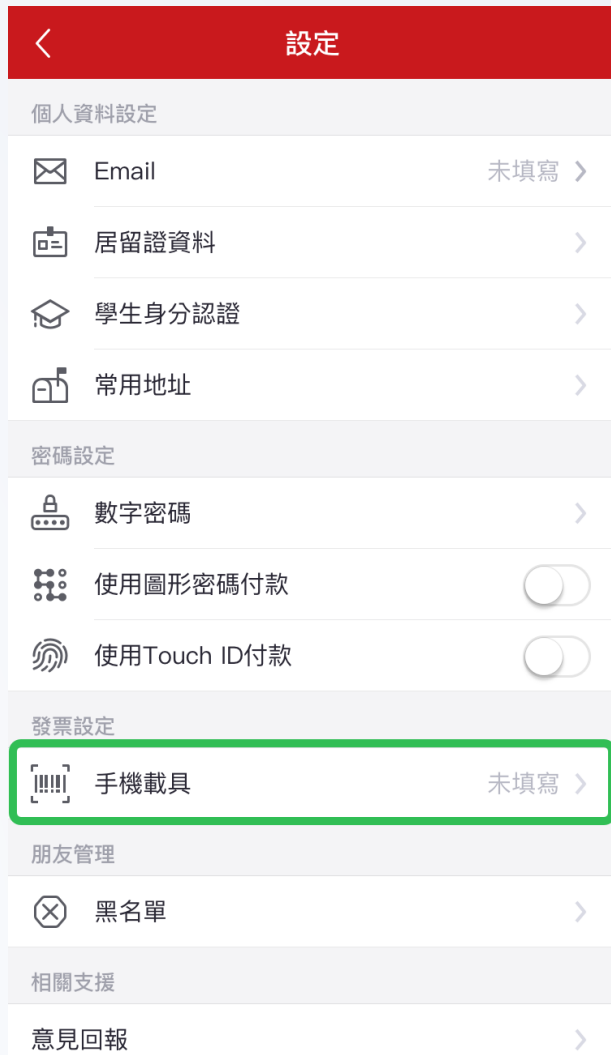 設定
個人資料設定
Email 未填寫
居留證資料
學生身分認證
常用地址
密碼設定
數字密碼
使用圖形密碼付款
使用Touch ID付款
發票設定
手機載具 未填寫
朋友管理
黑名單
相關支援
意見回報